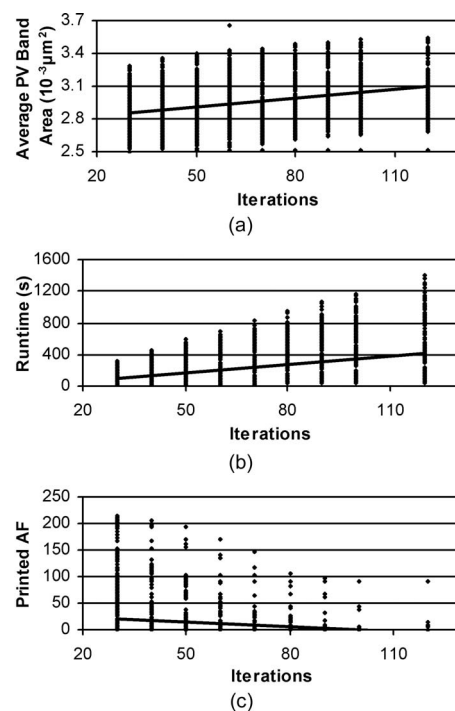 Average PV Band
Area (10⁻³µm²)
3.7
3.4
3.1
2.8
2.5
20 50 80 110
Iterations
(a)
Runtime (s)
1600
1200
800
400
0
20 50 80 110
Iterations
(b)
Printed AF
250
200
150
100
50
0
20 50 80 110
Iterations
(c)